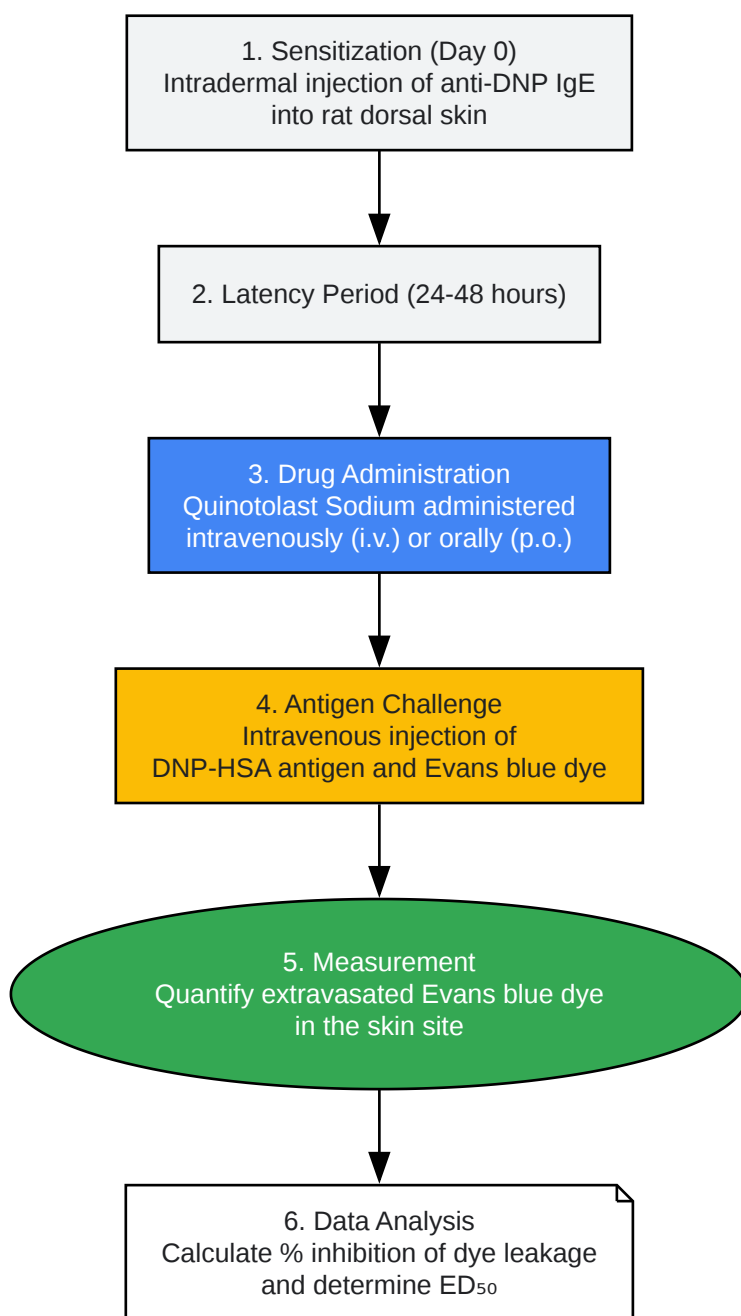 1. Sensitization (Day 0)
Intradermal injection of anti-DNP IgE
into rat dorsal skin
2. Latency Period (24-48 hours)
3. Drug Administration
Quinotolast Sodium administered
intravenously (i.v.) or orally (p.o.)
4. Antigen Challenge
Intravenous injection of
DNP-HSA antigen and Evans blue dye
5. Measurement
Quantify extravasated Evans blue dye
in the skin site
6. Data Analysis
Calculate % inhibition of dye leakage
and determine ED₅₀